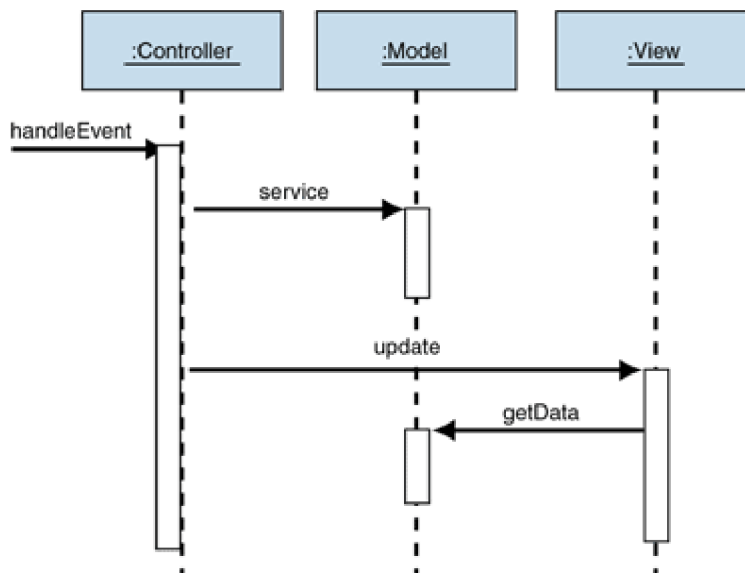 :Controller
:Model
:View
handleEvent
service
update
getData